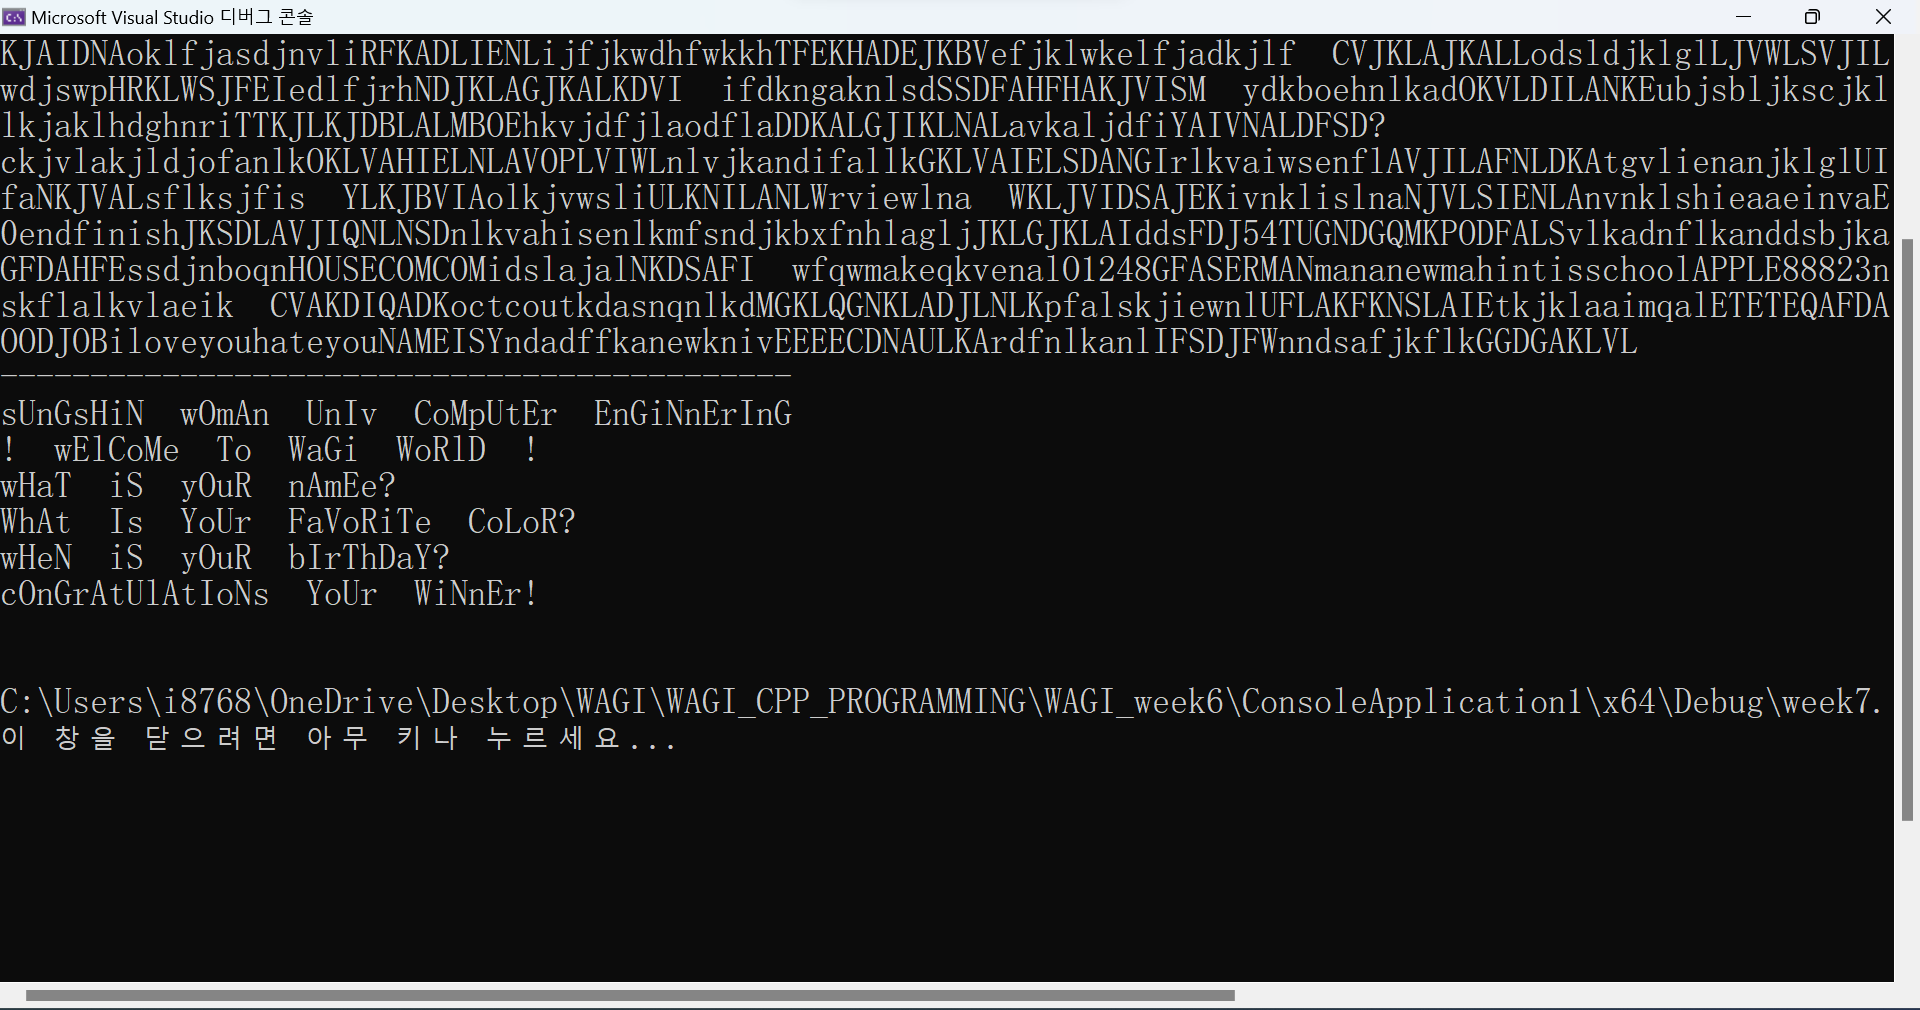 Microsoft Visual Studio 디버그 콘솔
KJAIDNAoklfjasdjnvliRFKADLIENLijfjkwdhfwkkhTFEKHADEJKBVefjklwkelfjadkjlf  CVJKLAJKALLodsldjklglLJVWLSVJIL
wdjswpHRKLWSJFEIedlfjrhNDJKLAGJKALKDVI  ifdkngaknlsdSSDFAHFHAKJVISM  ydkboehnlkadOKVLDILANKEubjsbljkscjkl
lkjaklhdghnriTTKJLKJDBLALMBOEhkvjdfjlaodflaDDKALGJIKLNALavkaljdfiYAIVNALDFSD?
ckjvlakjldjofanlkOKLVAHIELNLAVOPLVIWLnlvjkandifallkGKLVAIELSDANGIrlkvaiwsenflAVJILAFNLDKAtgvlienanjklglUI
faNKJVALsflksjfis  YLKJBVIAolkjvwsliULKNILANLWrviewlna  WKLJVIDSAJEKivnklislnaNJVLSIENLAnvnklshieaaeinvaE
OendfinishJKSDLAVJIQNLNSDnlkvahisenlkmfsndjkbxfnhlagljJKLGJKLAIddsFDJ54TUGNDGQMKPODFALSvlkadnflkanddsbjka
GFDAHFEssdjnboqnHOUSECOMCOMidslajalNKDSAFI  wfqwmakeqkvenalO1248GFASERMANmananewmahintisschoolAPPLE88823n
skflalkvlaeik  CVAKDIQADKoctcoutkdasnqnlkdMGKLQGNKLADJLNLKpfalskjiewnlUFLAKFKNSLAIEtkjklaaimqalETETEQAFDA
OODJOBiloveyouhateyouNAMEISYndadffkanewknivEEEECDNAULKArdfnlkanlIFSDJFWnndsafjkflkGGDGAKLVL
--------------------------------------------
sUnGsHiN  wOmAn  UnIv  CoMpUtEr  EnGiNnErInG
!  wElCoMe  To  WaGi  WoRlD  !
wHaT  iS  yOuR  nAmEe?
WhAt  Is  YoUr  FaVoRiTe  CoLoR?
wHeN  iS  yOuR  bIrThDaY?
cOnGrAtUlAtIoNs  YoUr  WiNnEr!
C:\Users\i8768\OneDrive\Desktop\WAGI\WAGI_CPP_PROGRAMMING\WAGI_week6\ConsoleApplication1\x64\Debug\week7.
이 창을 닫으려면 아무 키나 누르세요...